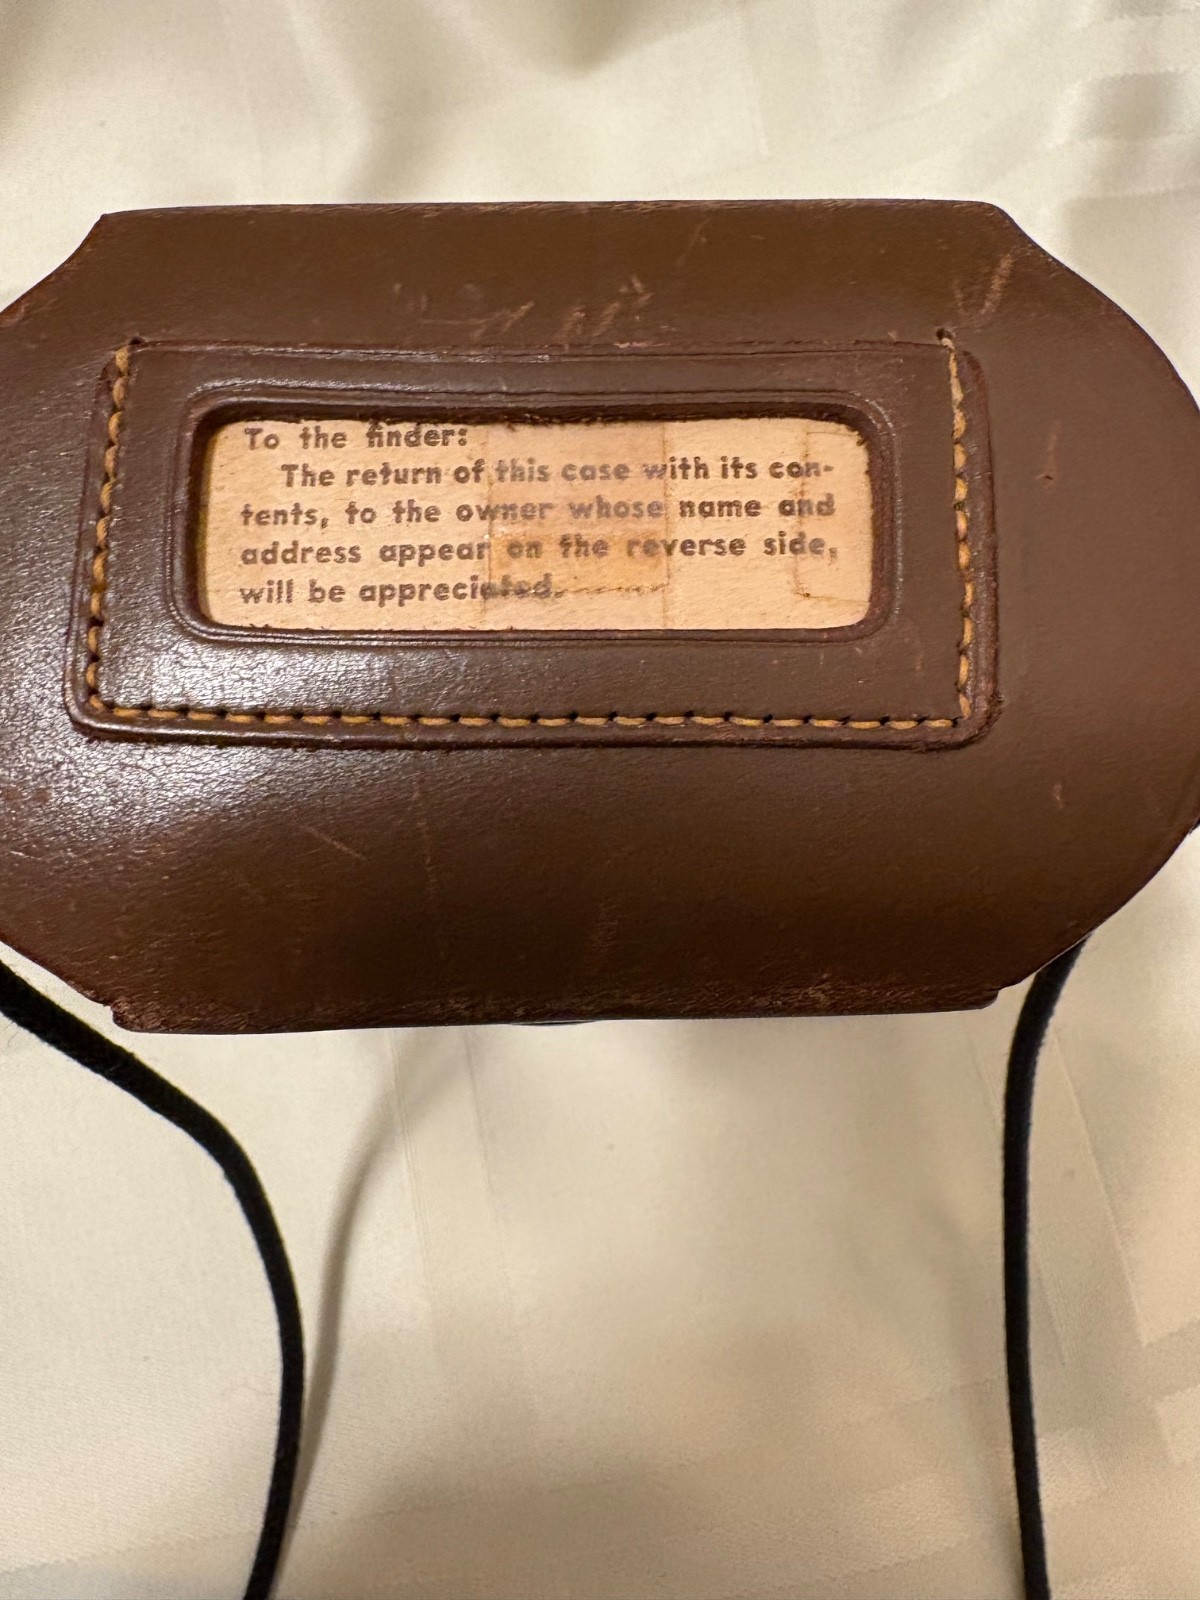 To the finder:
The return of this case with its con-
tents, to the owner whose name and
address appear on the reverse side,
will be appreciated.